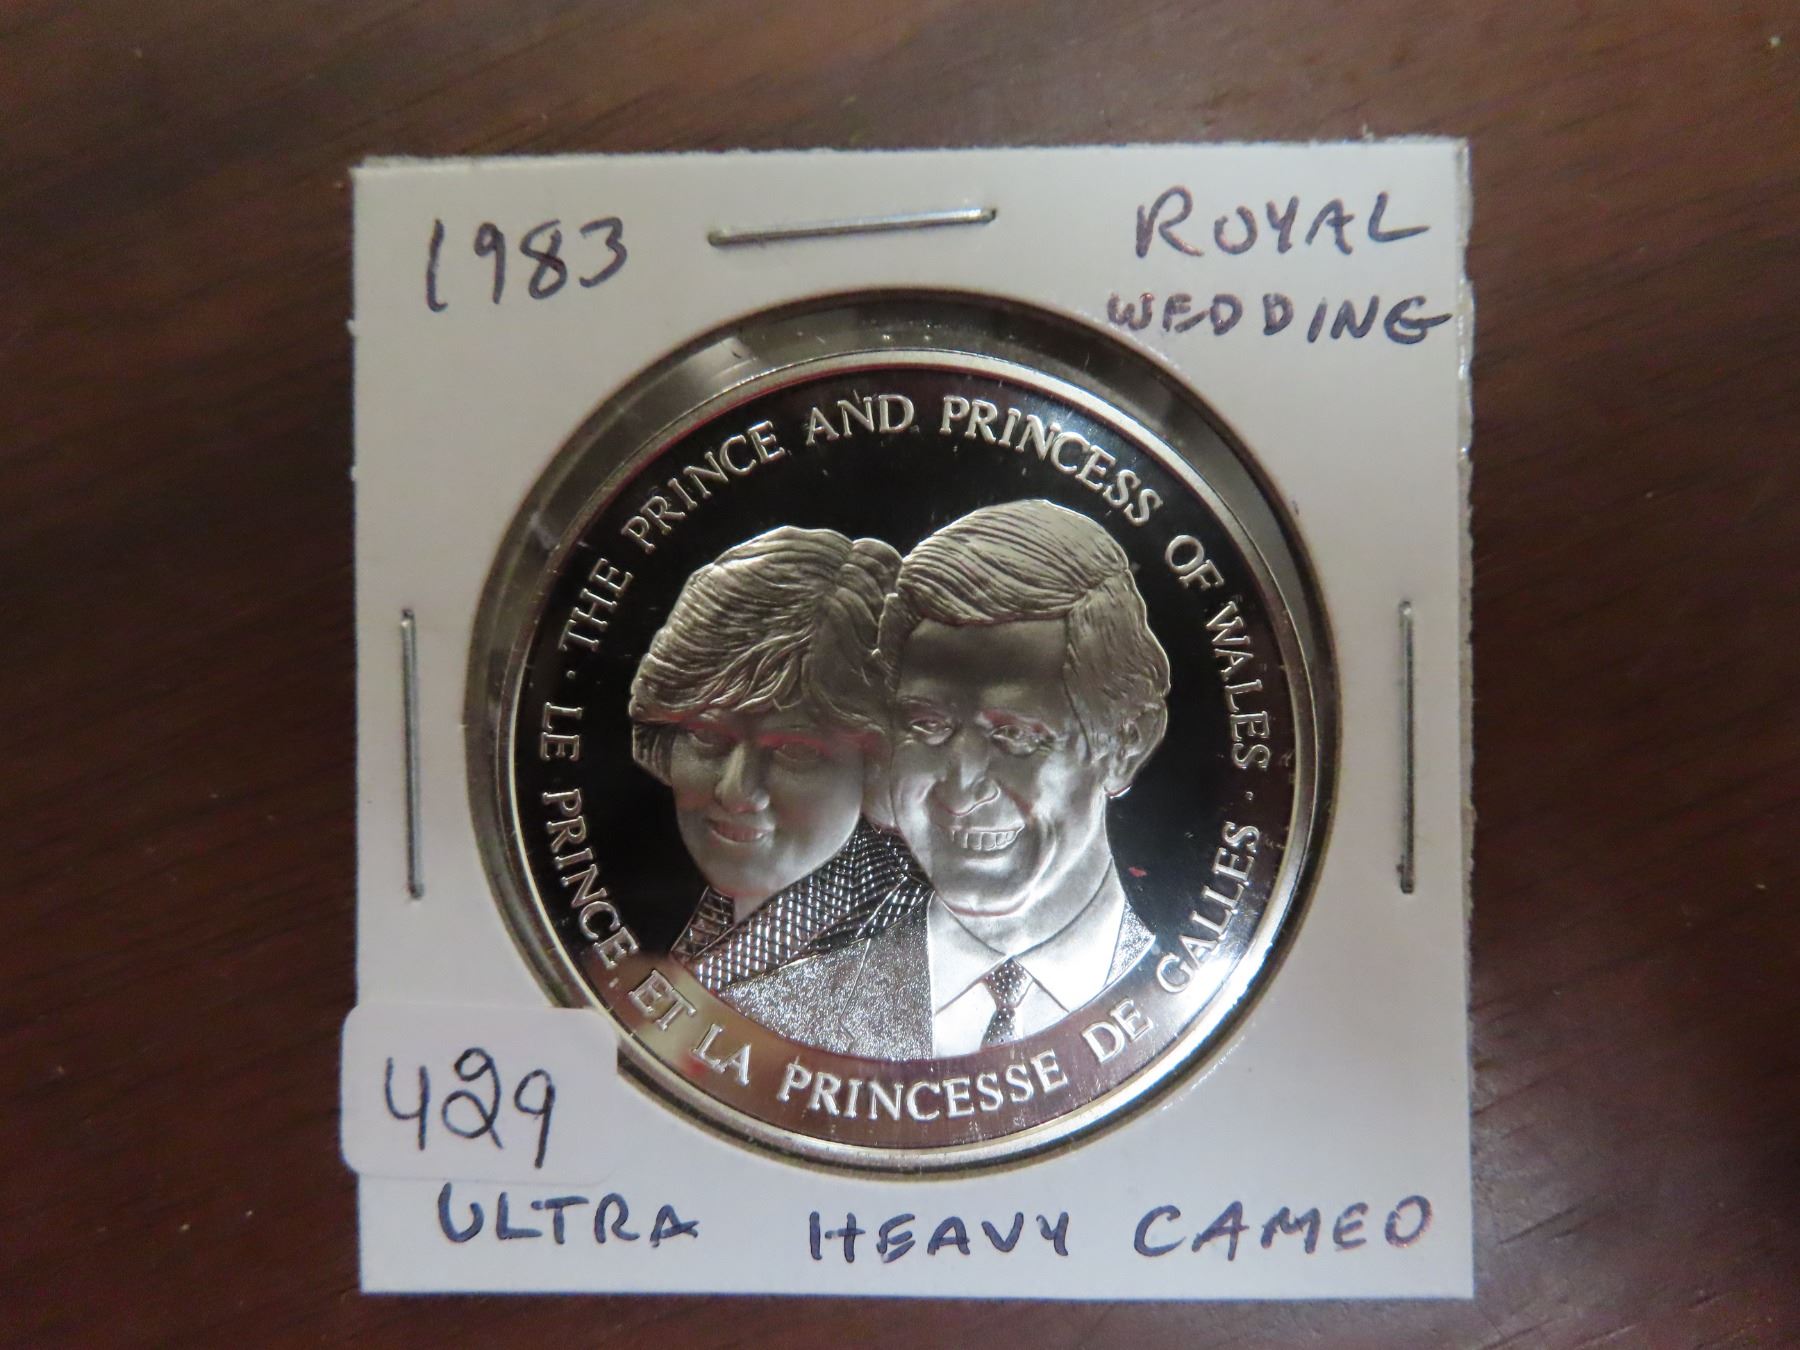 1983
ROYAL
WEDDING
· THE PRINCE AND PRINCESS OF WALES ·
LE PRINCE ET LA PRINCESSE DE GALLES
429
ULTRA HEAVY CAMEO